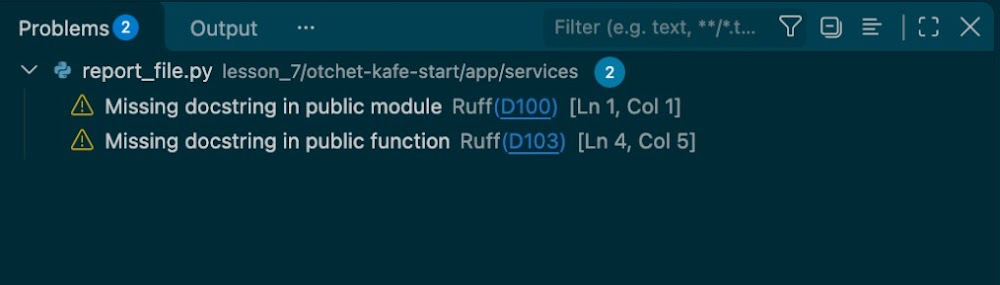 Problems 2 Output ··· Filter (e.g. text, **/*.t...
report_file.py lesson_7/otchet-kafe-start/app/services 2
Missing docstring in public module Ruff(D100) [Ln 1, Col 1]
Missing docstring in public function Ruff(D103) [Ln 4, Col 5]